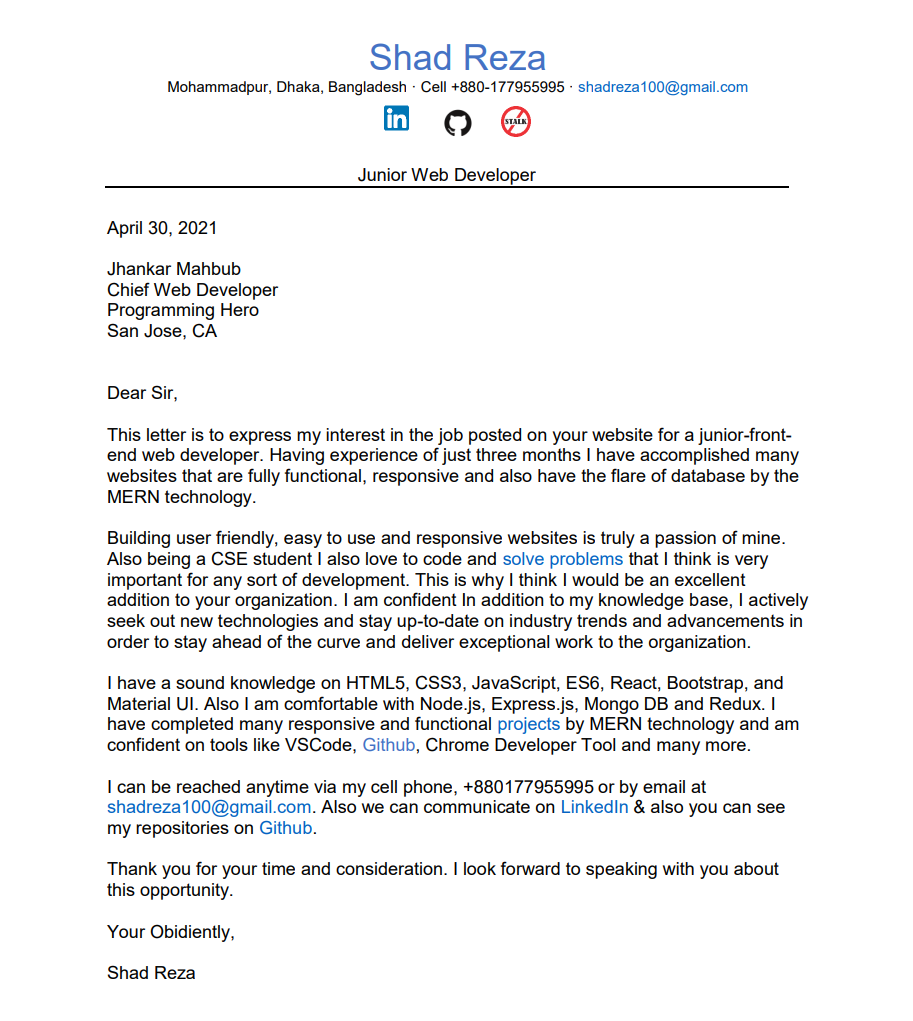 Shad Reza
Mohammadpur, Dhaka, Bangladesh · Cell +880-177955995 · shadreza100@gmail.com
in
STALK
Junior Web Developer
April 30, 2021
Jhankar Mahbub
Chief Web Developer
Programming Hero
San Jose, CA
Dear Sir,
This letter is to express my interest in the job posted on your website for a junior-front-
end web developer. Having experience of just three months I have accomplished many
websites that are fully functional, responsive and also have the flare of database by the
MERN technology.
Building user friendly, easy to use and responsive websites is truly a passion of mine.
Also being a CSE student I also love to code and solve problems that I think is very
important for any sort of development. This is why I think I would be an excellent
addition to your organization. I am confident In addition to my knowledge base, I actively
seek out new technologies and stay up-to-date on industry trends and advancements in
order to stay ahead of the curve and deliver exceptional work to the organization.
I have a sound knowledge on HTML5, CSS3, JavaScript, ES6, React, Bootstrap, and
Material UI. Also I am comfortable with Node.js, Express.js, Mongo DB and Redux. I
have completed many responsive and functional projects by MERN technology and am
confident on tools like VSCode, Github, Chrome Developer Tool and many more.
I can be reached anytime via my cell phone, +880177955995 or by email at
shadreza100@gmail.com. Also we can communicate on LinkedIn & also you can see
my repositories on Github.
Thank you for your time and consideration. I look forward to speaking with you about
this opportunity.
Your Obidiently,
Shad Reza